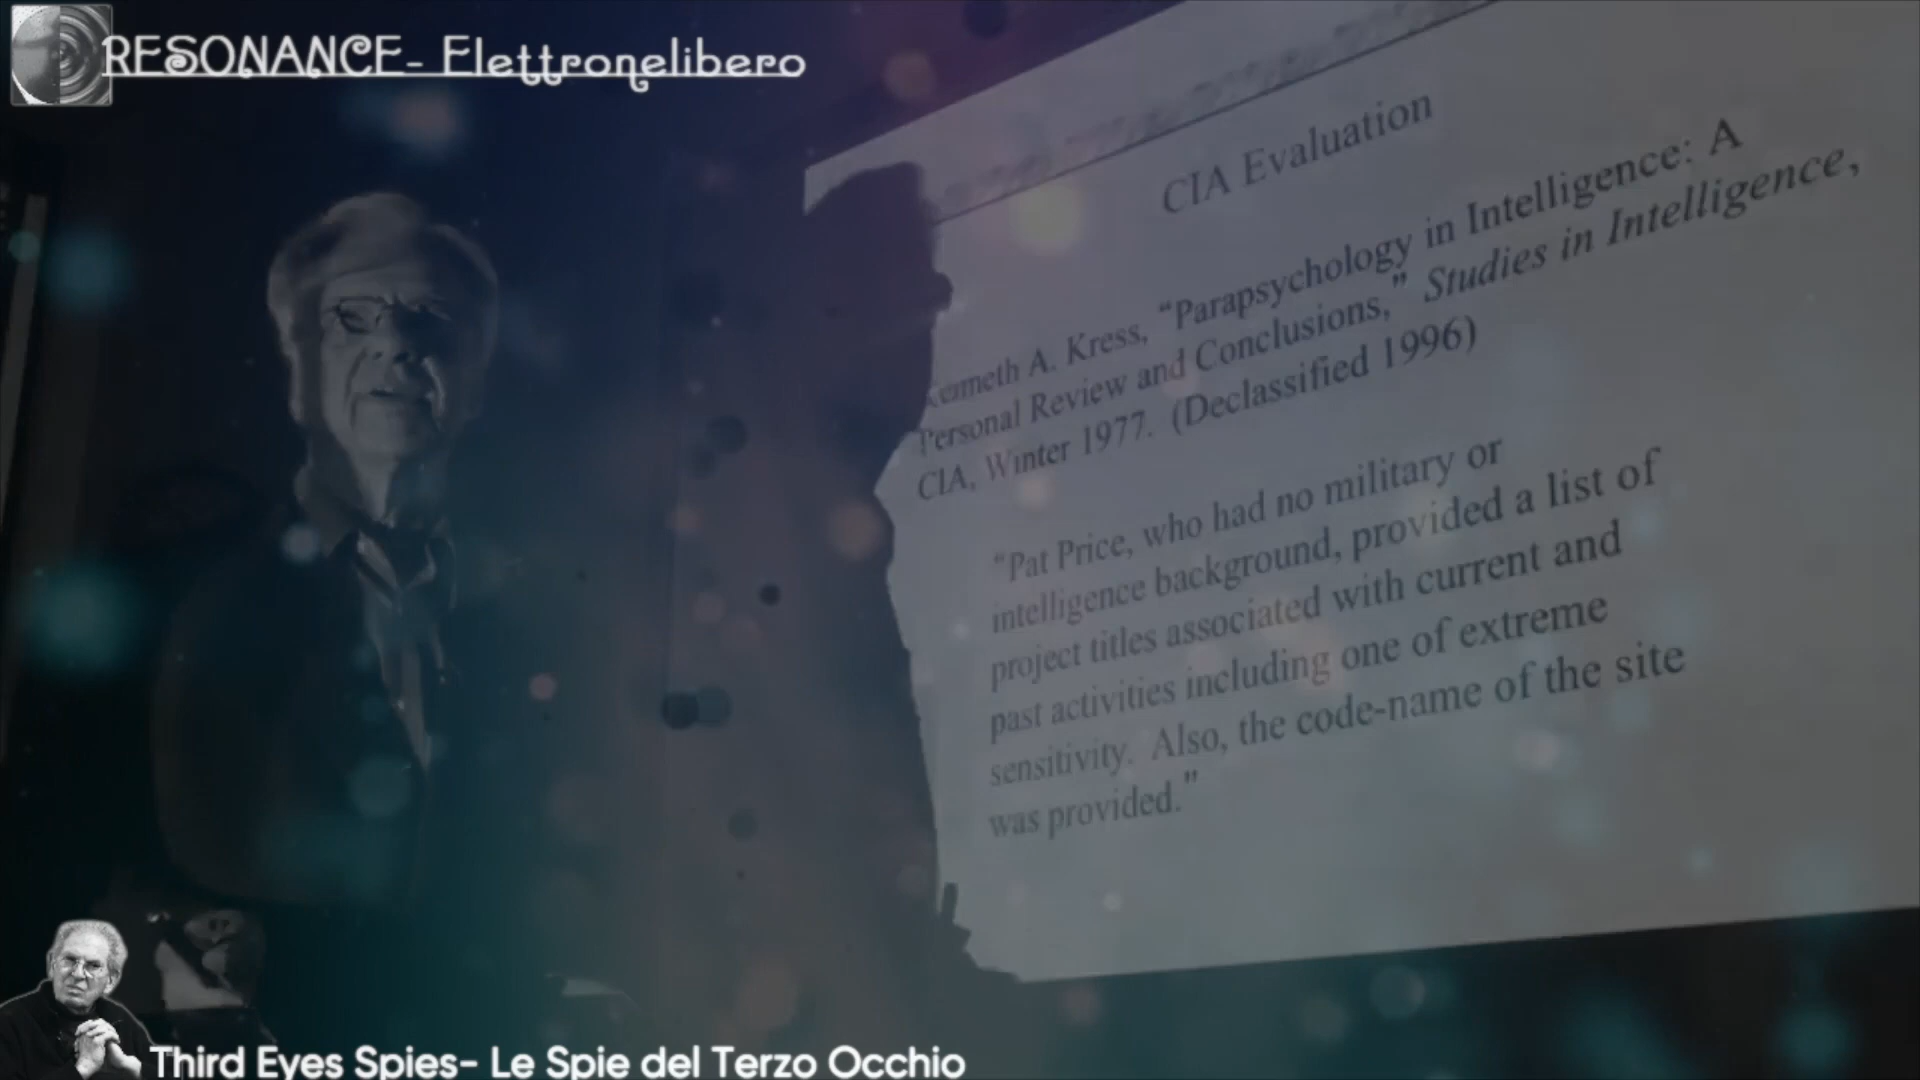 RESONANCE- Elettronelibero
CIA Evaluation
Kenneth A. Kress, “Parapsychology in Intelligence: A
Personal Review and Conclusions,” Studies in Intelligence,
CIA, Winter 1977. (Declassified 1996)
“Pat Price, who had no military or
intelligence background, provided a list of
project titles associated with current and
past activities including one of extreme
sensitivity. Also, the code-name of the site
was provided.”
Third Eyes Spies- Le Spie del Terzo Occhio